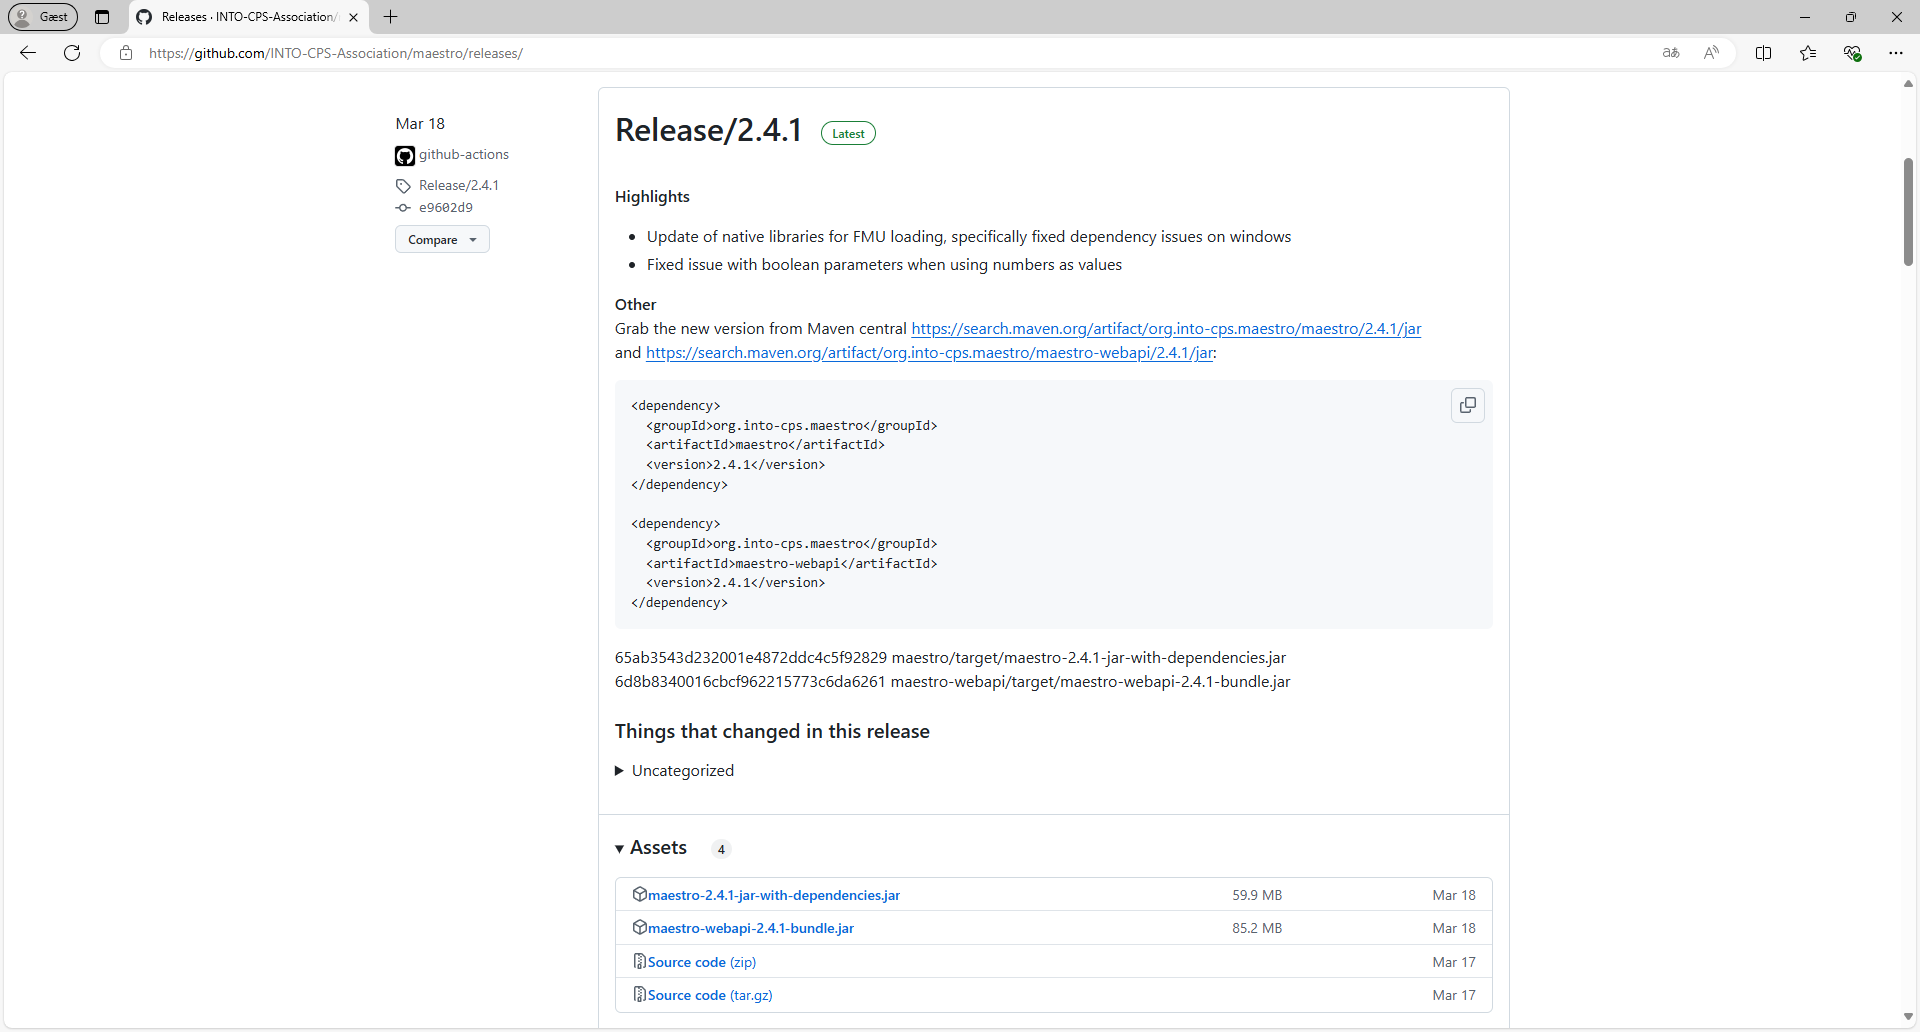 Gæst
Releases · INTO-CPS-Association/
https://github.com/INTO-CPS-Association/maestro/releases/
Mar 18
github-actions
Release/2.4.1
e9602d9
Compare
Release/2.4.1 Latest
Highlights
• Update of native libraries for FMU loading, specifically fixed dependency issues on windows
• Fixed issue with boolean parameters when using numbers as values
Other
Grab the new version from Maven central https://search.maven.org/artifact/org.into-cps.maestro/maestro/2.4.1/jar
and https://search.maven.org/artifact/org.into-cps.maestro/maestro-webapi/2.4.1/jar:
<dependency>
  <groupId>org.into-cps.maestro</groupId>
  <artifactId>maestro</artifactId>
  <version>2.4.1</version>
</dependency>
<dependency>
  <groupId>org.into-cps.maestro</groupId>
  <artifactId>maestro-webapi</artifactId>
  <version>2.4.1</version>
</dependency>
65ab3543d232001e4872ddc4c5f92829 maestro/target/maestro-2.4.1-jar-with-dependencies.jar
6d8b8340016cbcf962215773c6da6261 maestro-webapi/target/maestro-webapi-2.4.1-bundle.jar
Things that changed in this release
Uncategorized
Assets 4
maestro-2.4.1-jar-with-dependencies.jar 59.9 MB Mar 18
maestro-webapi-2.4.1-bundle.jar 85.2 MB Mar 18
Source code (zip) Mar 17
Source code (tar.gz) Mar 17